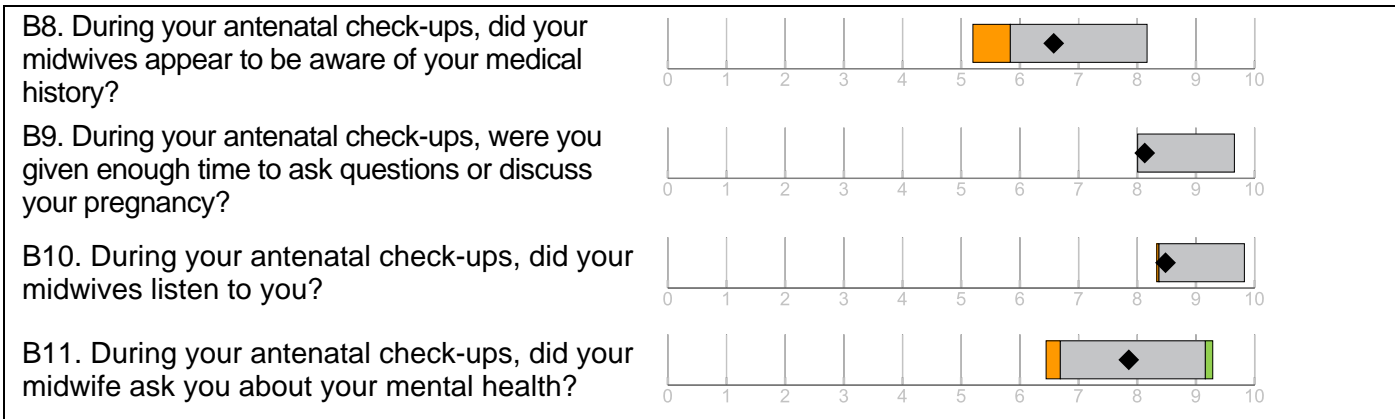 B8. During your antenatal check-ups, did your
midwives appear to be aware of your medical
history?
0 1 2 3 4 5 6 7 8 9 10
B9. During your antenatal check-ups, were you
given enough time to ask questions or discuss
your pregnancy?
0 1 2 3 4 5 6 7 8 9 10
B10. During your antenatal check-ups, did your
midwives listen to you?
0 1 2 3 4 5 6 7 8 9 10
B11. During your antenatal check-ups, did your
midwife ask you about your mental health?
0 1 2 3 4 5 6 7 8 9 10